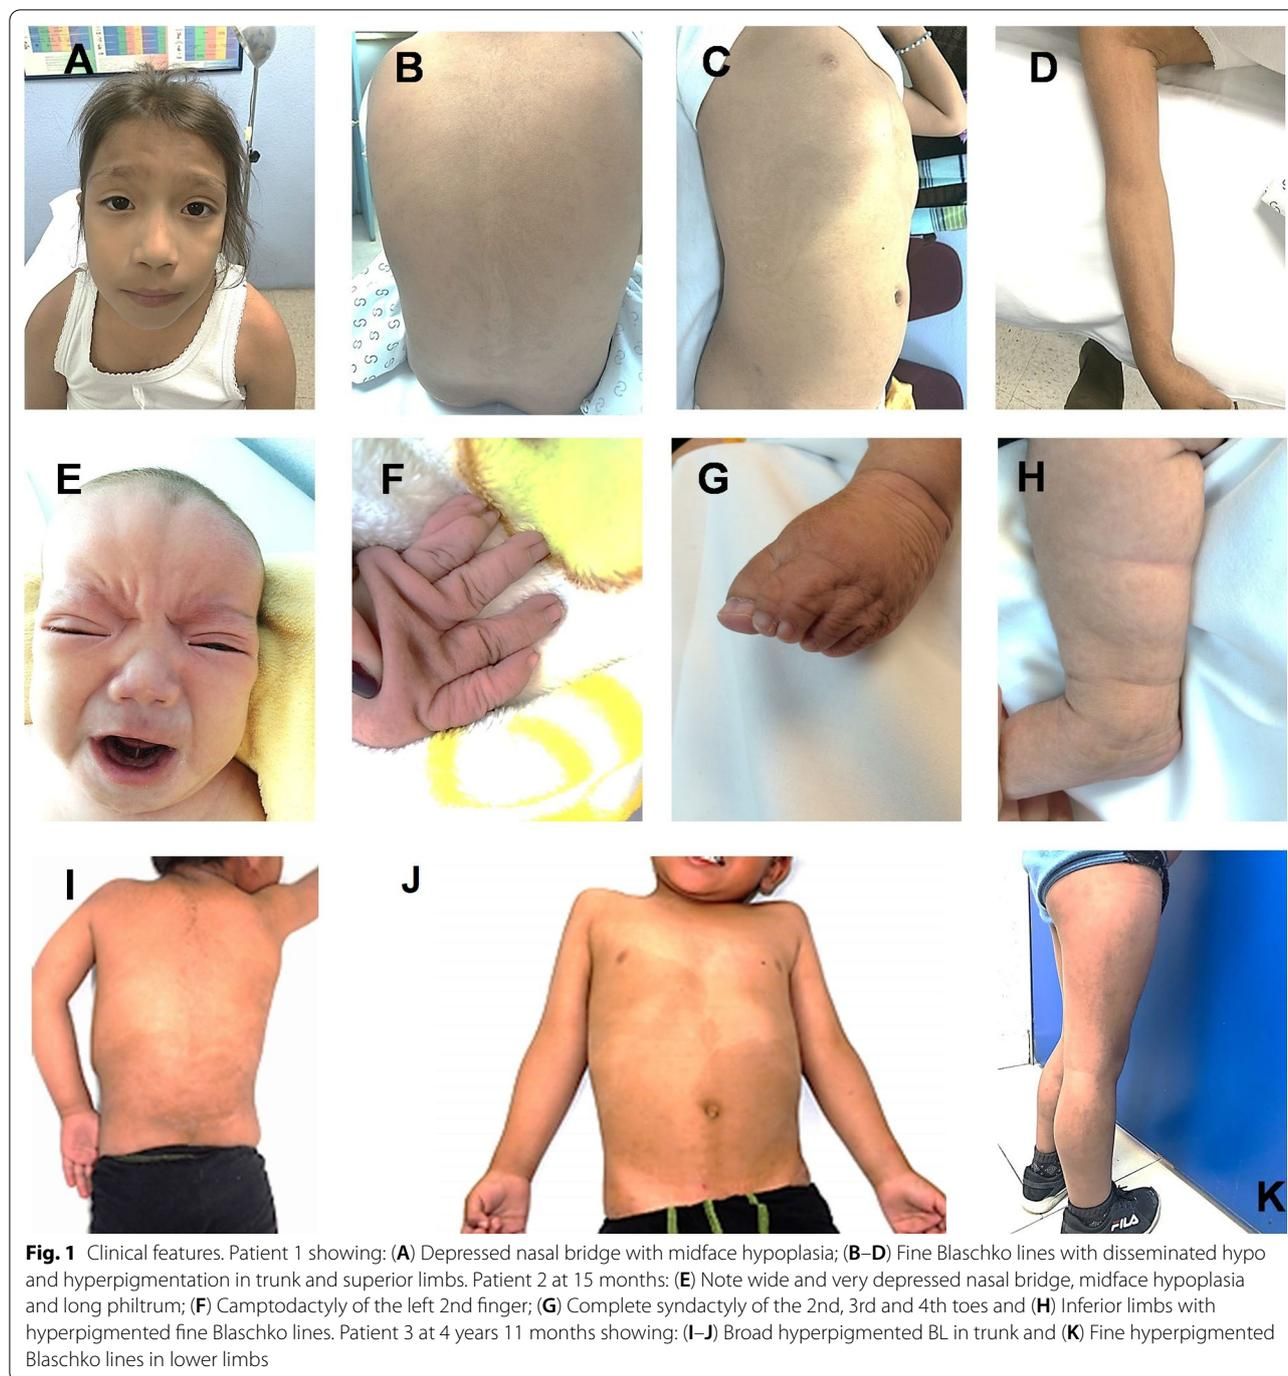 A
B
C
D
E
F
G
H
I
J
K
FILA
Fig. 1 Clinical features. Patient 1 showing: (A) Depressed nasal bridge with midface hypoplasia; (B–D) Fine Blaschko lines with disseminated hypo
and hyperpigmentation in trunk and superior limbs. Patient 2 at 15 months: (E) Note wide and very depressed nasal bridge, midface hypoplasia
and long philtrum; (F) Camptodactyly of the left 2nd finger; (G) Complete syndactyly of the 2nd, 3rd and 4th toes and (H) Inferior limbs with
hyperpigmented fine Blaschko lines. Patient 3 at 4 years 11 months showing: (I–J) Broad hyperpigmented BL in trunk and (K) Fine hyperpigmented
Blaschko lines in lower limbs